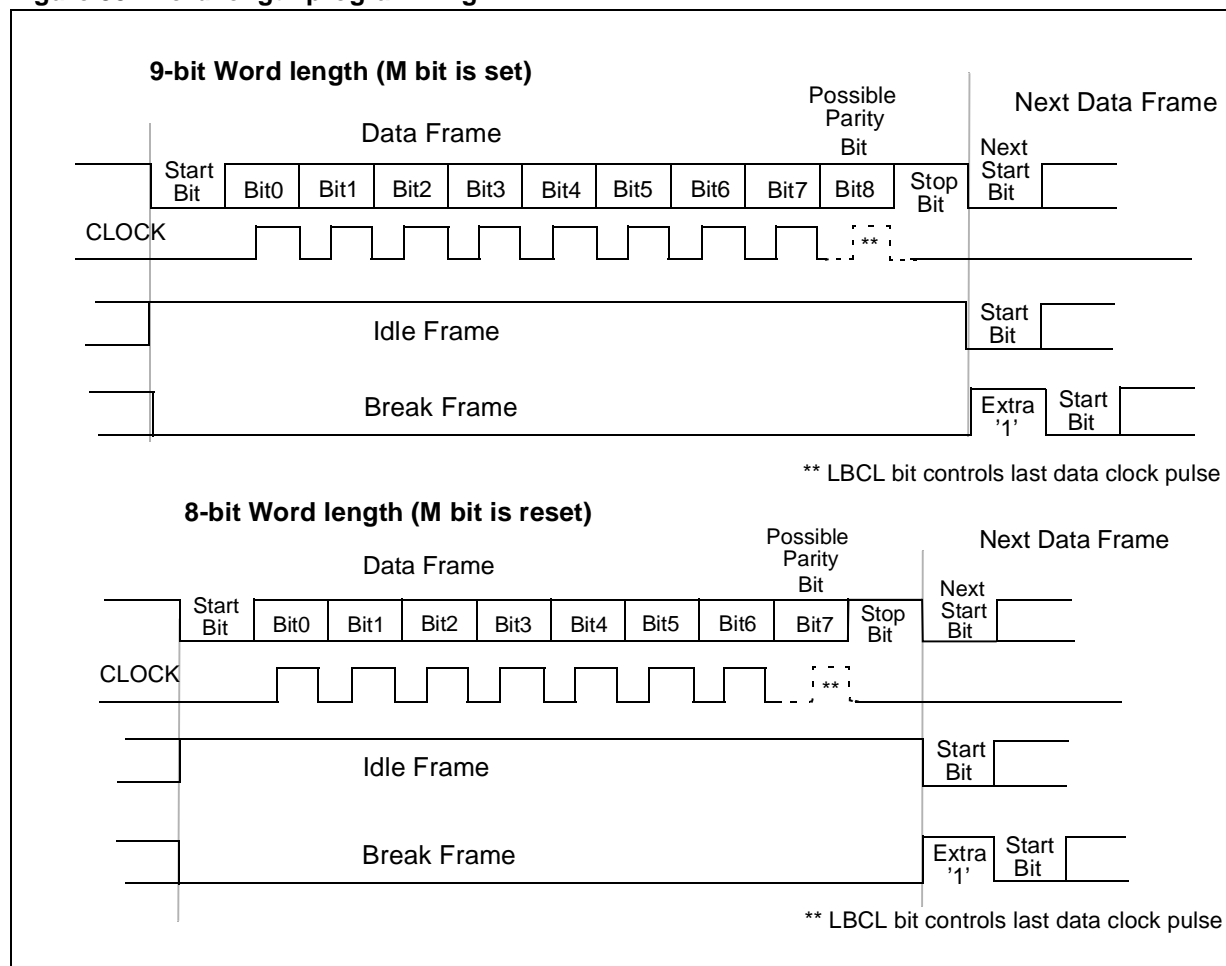 9-bit Word length (M bit is set)
Possible
Parity
Bit
Next Data Frame
Data Frame
Start
Bit
Bit0
Bit1
Bit2
Bit3
Bit4
Bit5
Bit6
Bit7
Bit8
Stop
Bit
Next
Start
Bit
CLOCK
**
Idle Frame
Start
Bit
Break Frame
Extra
'1'
Start
Bit
** LBCL bit controls last data clock pulse
8-bit Word length (M bit is reset)
Possible
Parity
Bit
Next Data Frame
Data Frame
Start
Bit
Bit0
Bit1
Bit2
Bit3
Bit4
Bit5
Bit6
Bit7
Stop
Bit
Next
Start
Bit
CLOCK
**
Idle Frame
Start
Bit
Break Frame
Extra
'1'
Start
Bit
** LBCL bit controls last data clock pulse